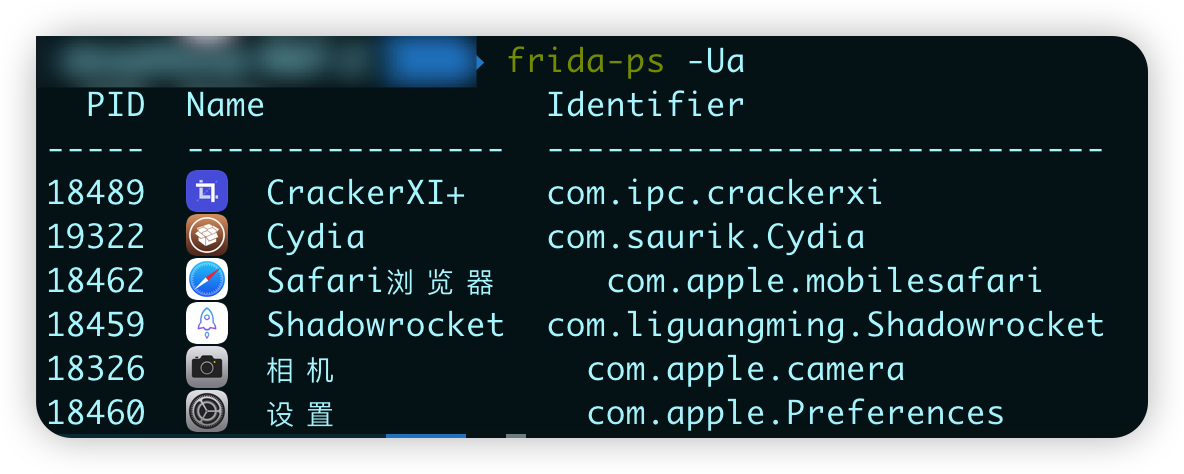 frida-ps -Ua
PID Name Identifier
----- ---------------- ----------------------------
18489 CrackerXI+ com.ipc.crackerxi
19322 Cydia com.saurik.Cydia
18462 Safari浏览器 com.apple.mobilesafari
18459 Shadowrocket com.liguangming.Shadowrocket
18326 相机 com.apple.camera
18460 设置 com.apple.Preferences